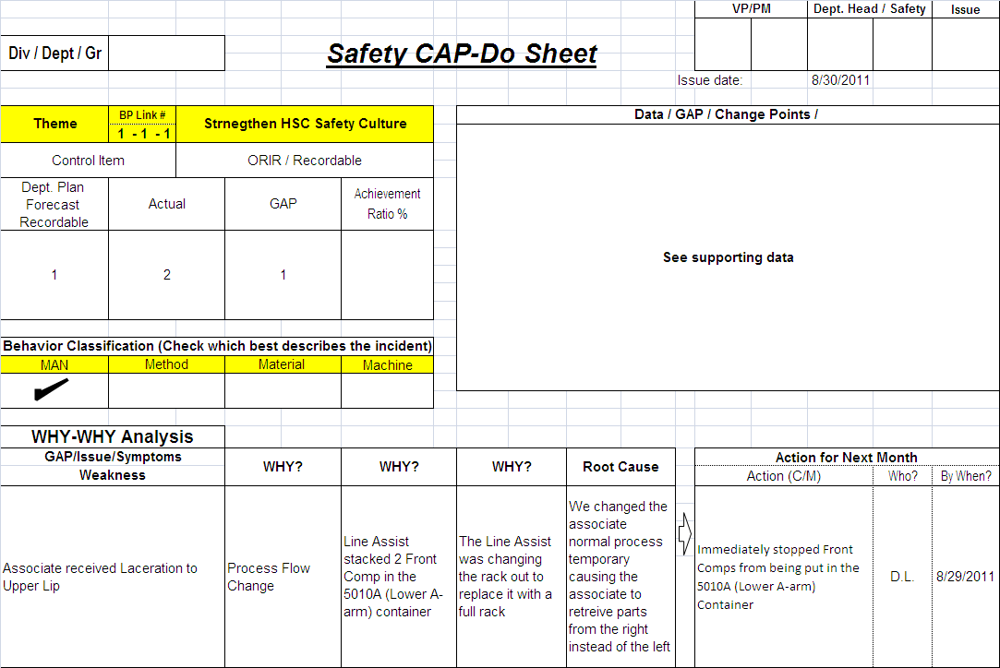 VP/PM
Dept. Head / Safety
Issue
Div / Dept / Gr
Safety CAP-Do Sheet
Issue date:
8/30/2011
Theme
BP Link #
1 - 1 - 1
Strnegthen HSC Safety Culture
Control Item
ORIR / Recordable
Dept. Plan
Forecast
Recordable
Actual
GAP
Achievement
Ratio %
1
2
1
Data / GAP / Change Points /
See supporting data
Behavior Classification (Check which best describes the incident)
MAN
Method
Material
Machine
WHY-WHY Analysis
GAP/Issue/Symptoms
Weakness
WHY?
WHY?
WHY?
Root Cause
Associate received Laceration to
Upper Lip
Process Flow
Change
Line Assist
stacked 2 Front
Comp in the
5010A (Lower A-
arm) container
The Line Assist
was changing
the rack out to
replace it with a
full rack
We changed the
associate
normal process
temporary
causing the
associate to
retreive parts
from the right
instead of the left
Action for Next Month
Action (C/M)
Who?
By When?
Immediately stopped Front
Comps from being put in the
5010A (Lower A-arm)
Container
D.L.
8/29/2011